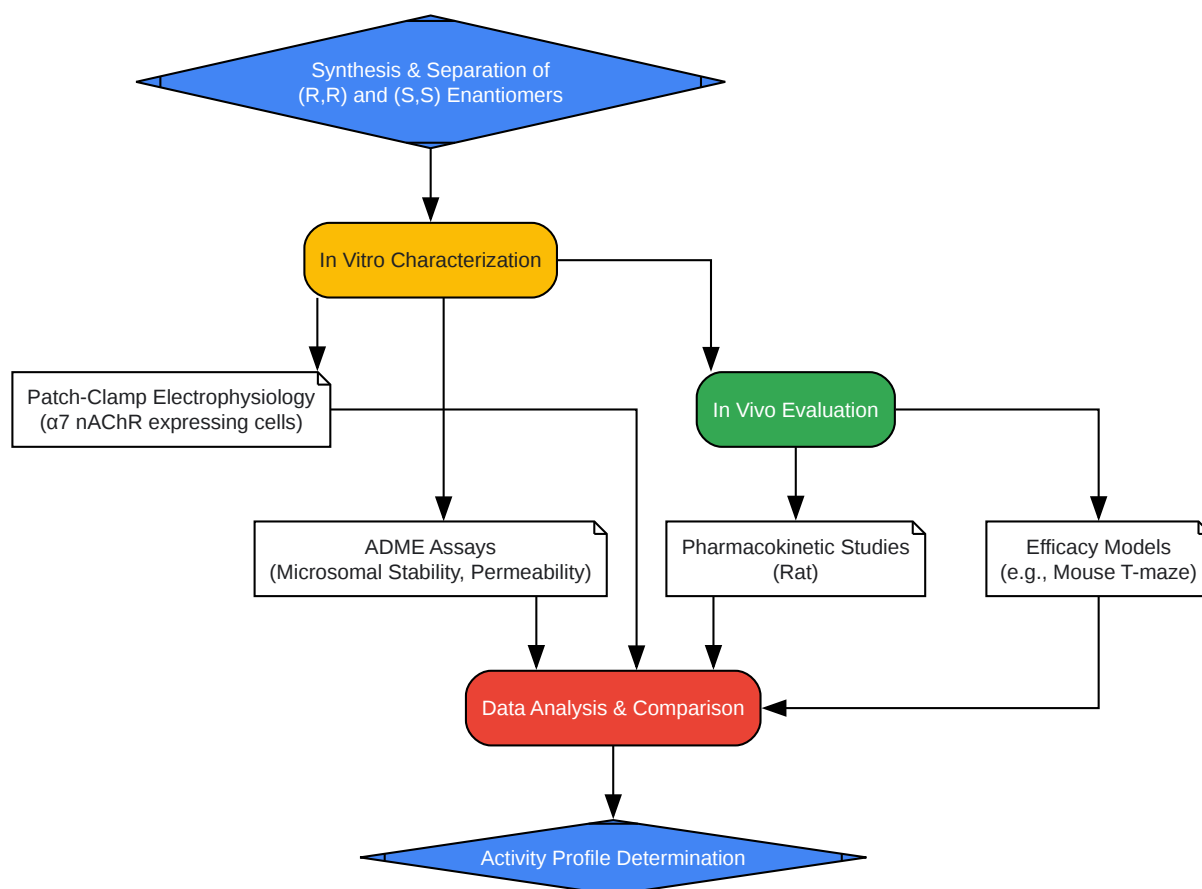 Synthesis & Separation of
(R,R) and (S,S) Enantiomers
In Vitro Characterization
Patch-Clamp Electrophysiology
(α7 nAChR expressing cells)
In Vivo Evaluation
ADME Assays
(Microsomal Stability, Permeability)
Pharmacokinetic Studies
(Rat)
Efficacy Models
(e.g., Mouse T-maze)
Data Analysis & Comparison
Activity Profile Determination